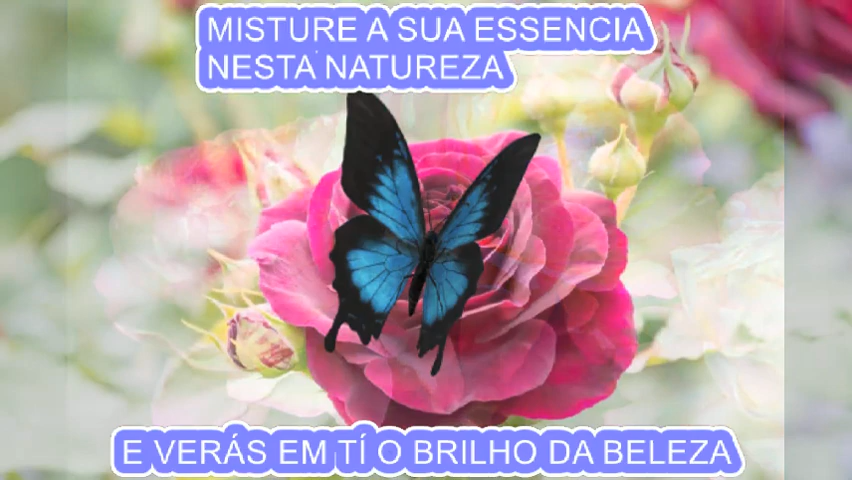 MISTURE A SUA ESSENCIA
NESTA NATUREZA
E VERÁS EM TÍ O BRILHO DA BELEZA